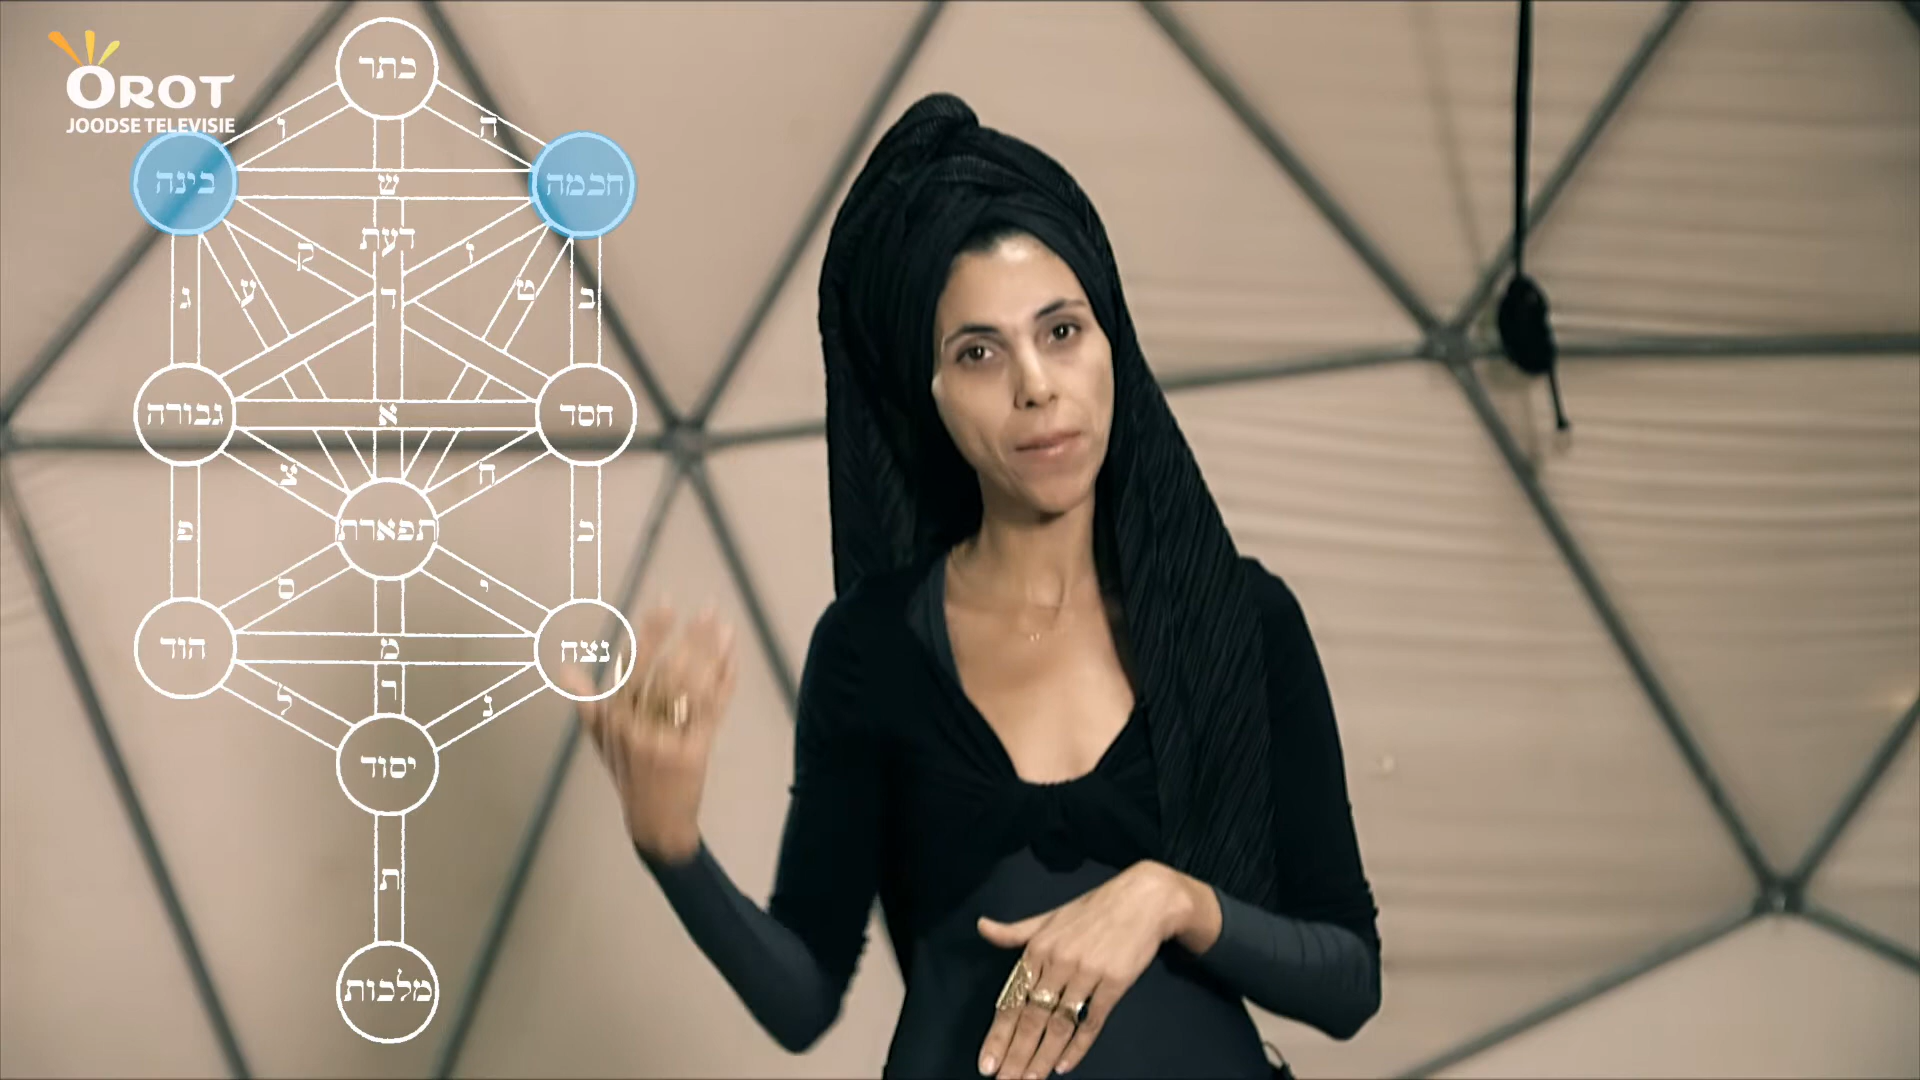 OROT
JOODSE TELEVISIE
כתר
ה
ו
חכמה
ש
בינה
דעת
ז
ק
ט
ע
ב
ד
ג
חסד
א
גבורה
ח
צ
תפארת
כ
פ
י
ס
נצח
מ
הוד
ר
נ
ל
יסוד
ת
מלכות